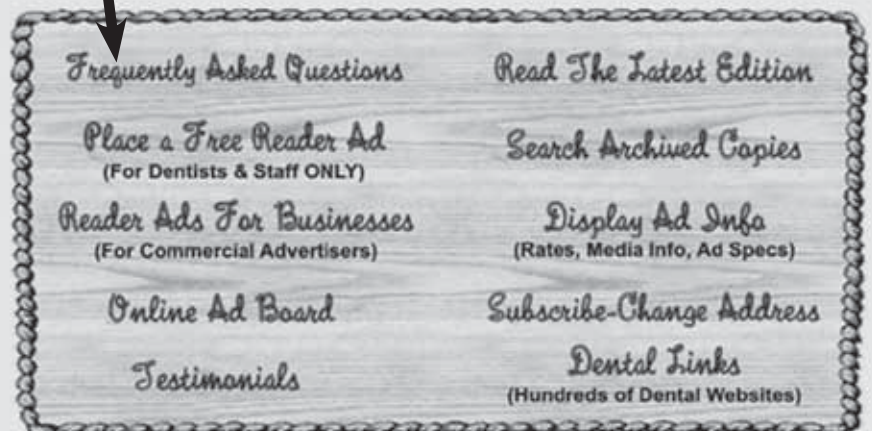 Frequently Asked Questions
Place a Free Reader Ad
(For Dentists & Staff ONLY)
Reader Ads For Businesses
(For Commercial Advertisers)
Online Ad Board
Testimonials
Read The Latest Edition
Search Archived Copies
Display Ad Info
(Rates, Media Info, Ad Specs)
Subscribe-Change Address
Dental Links
(Hundreds of Dental Websites)